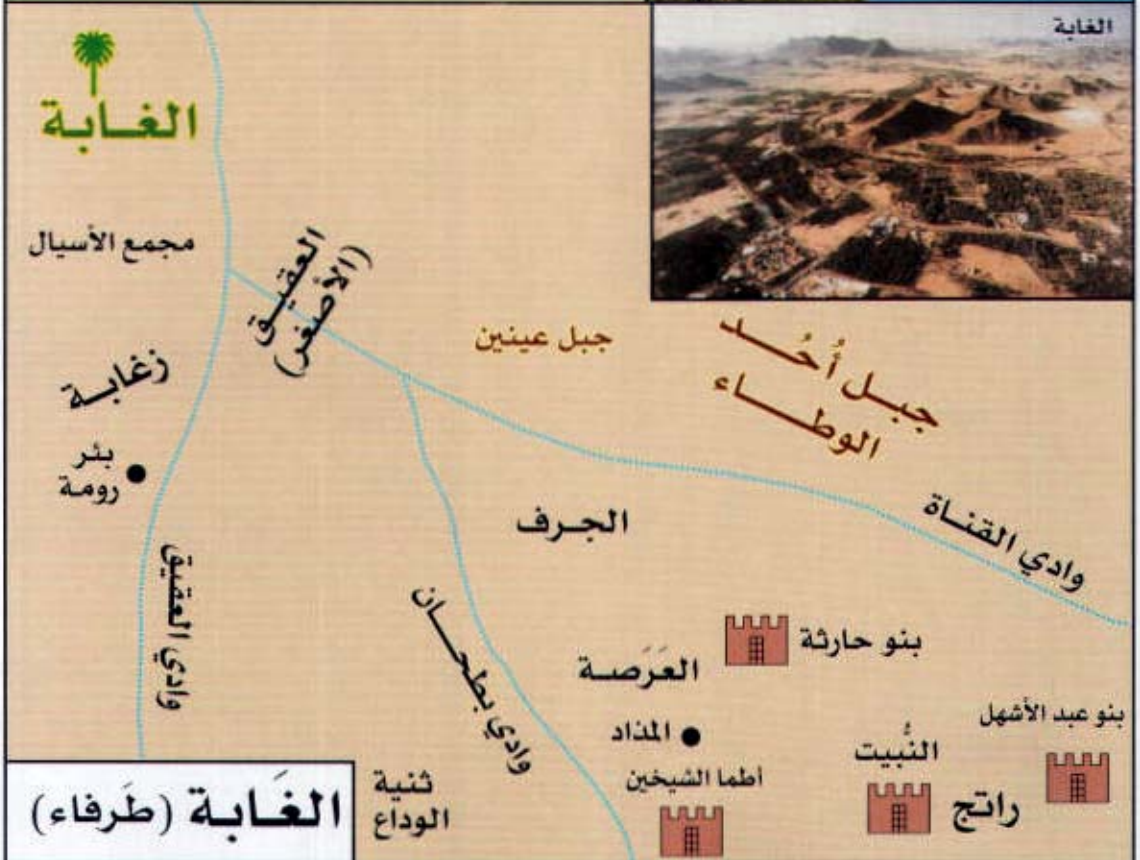 الغابة
الغابة
مجمع الأسيال
العقيق
(الأصغر)
جبل عينين
جبل أُحُد
الوطاء
زغابة
بئر
رومة
الجرف
وادي القناة
وادي العقيق
وادي بطحان
بنو حارثة
العَرَصة
بنو عبد الأشهل
المذاد
النَّبيت
أطما الشيخين
راتج
ثنية
الوداع
الغَابة (طَرفاء)